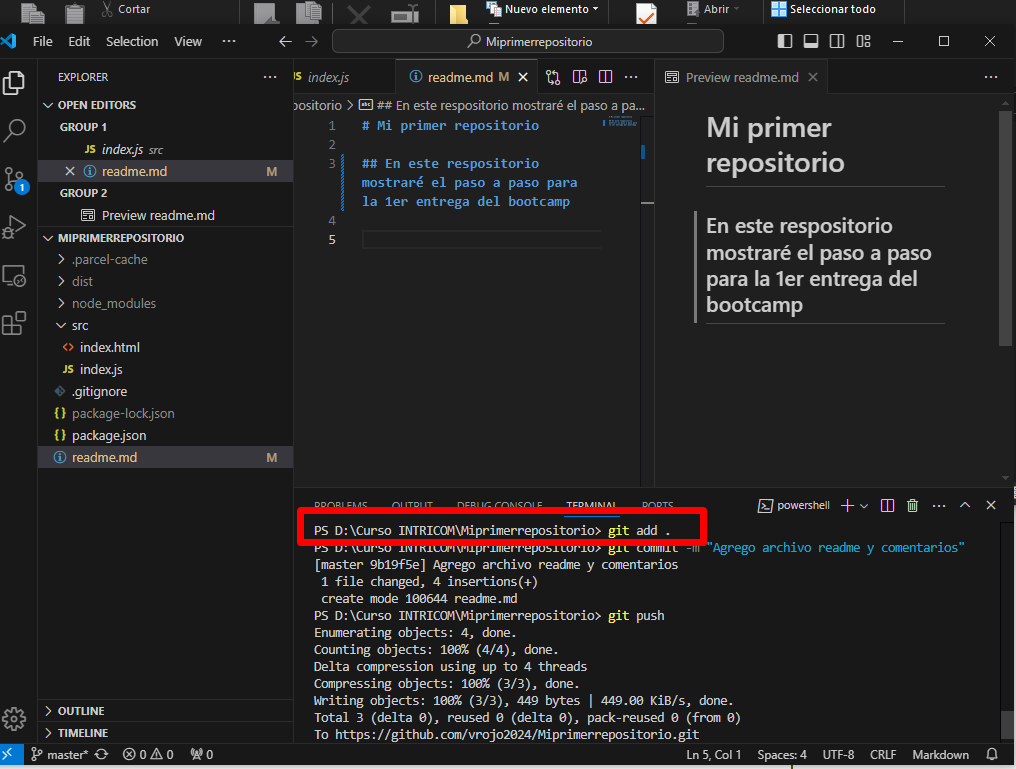 Cortar
Nuevo elemento
Abrir
Seleccionar todo
File Edit Selection View ···
Miprimerrepositorio
EXPLORER ···
OPEN EDITORS
GROUP 1
JS index.js src
readme.md M
GROUP 2
Preview readme.md
MIPRIMERREPOSITORIO
.parcel-cache
dist
node_modules
src
<> index.html
JS index.js
.gitignore
{} package-lock.json
{} package.json
readme.md M
OUTLINE
TIMELINE
JS index.js
readme.md M
ositorio > abc ## En este respositorio mostraré el paso a pa...
1 # Mi primer repositorio
2
3 ## En este respositorio
mostraré el paso a paso para
la 1er entrega del bootcamp
4
5
Preview readme.md
Mi primer
repositorio
En este respositorio
mostraré el paso a paso
para la 1er entrega del
bootcamp
PROBLEMS OUTPUT DEBUG CONSOLE TERMINAL PORTS
powershell
PS D:\Curso INTRICOM\Miprimerrepositorio> git add .
PS D:\Curso INTRICOM\Miprimerrepositorio> git commit -m "Agrego archivo readme y comentarios"
[master 9b19f5e] Agrego archivo readme y comentarios
1 file changed, 4 insertions(+)
create mode 100644 readme.md
PS D:\Curso INTRICOM\Miprimerrepositorio> git push
Enumerating objects: 4, done.
Counting objects: 100% (4/4), done.
Delta compression using up to 4 threads
Compressing objects: 100% (3/3), done.
Writing objects: 100% (3/3), 449 bytes | 449.00 KiB/s, done.
Total 3 (delta 0), reused 0 (delta 0), pack-reused 0 (from 0)
To https://github.com/vrojo2024/Miprimerrepositorio.git
1
master* 0 0 0
Ln 5, Col 1 Spaces: 4 UTF-8 CRLF Markdown